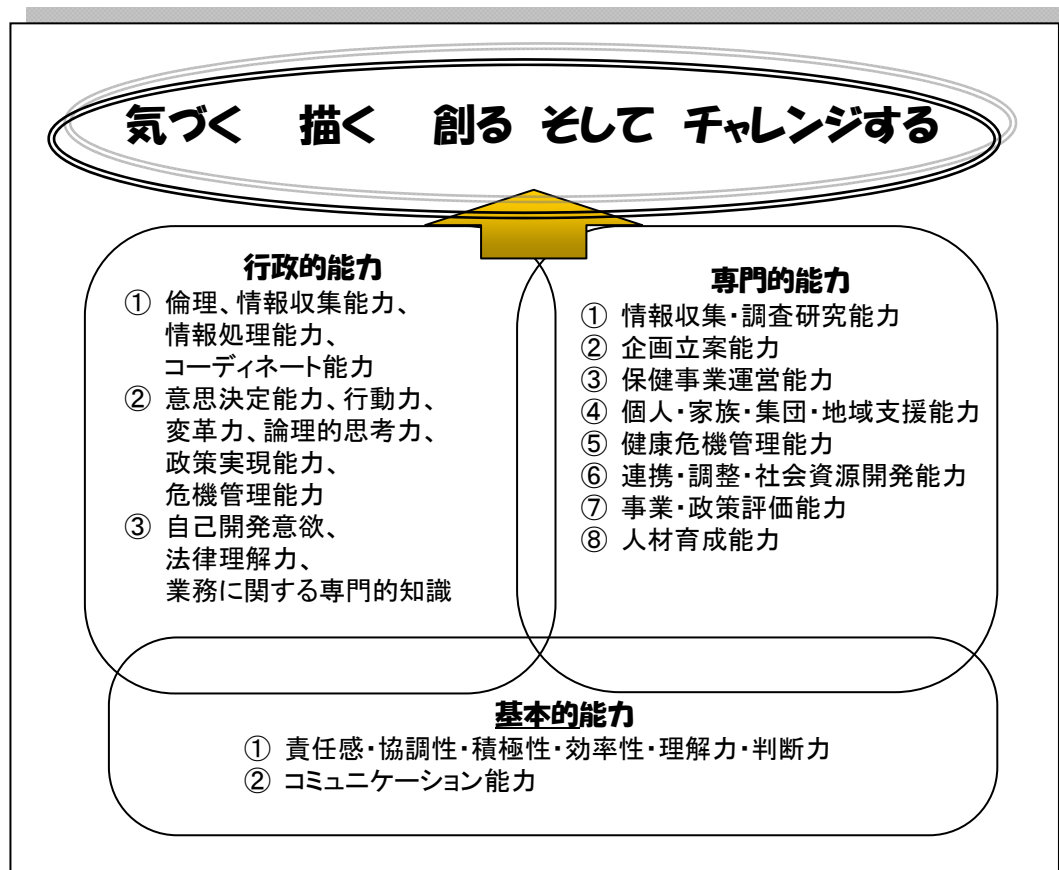 気づく 描く 創る そして チャレンジする
行政的能力
① 倫理、情報収集能力、
情報処理能力、
コーディネート能力
② 意思決定能力、行動力、
変革力、論理的思考力、
政策実現能力、
危機管理能力
③ 自己開発意欲、
法律理解力、
業務に関する専門的知識
専門的能力
① 情報収集・調査研究能力
② 企画立案能力
③ 保健事業運営能力
④ 個人・家族・集団・地域支援能力
⑤ 健康危機管理能力
⑥ 連携・調整・社会資源開発能力
⑦ 事業・政策評価能力
⑧ 人材育成能力
基本的能力
① 責任感・協調性・積極性・効率性・理解力・判断力
② コミュニケーション能力